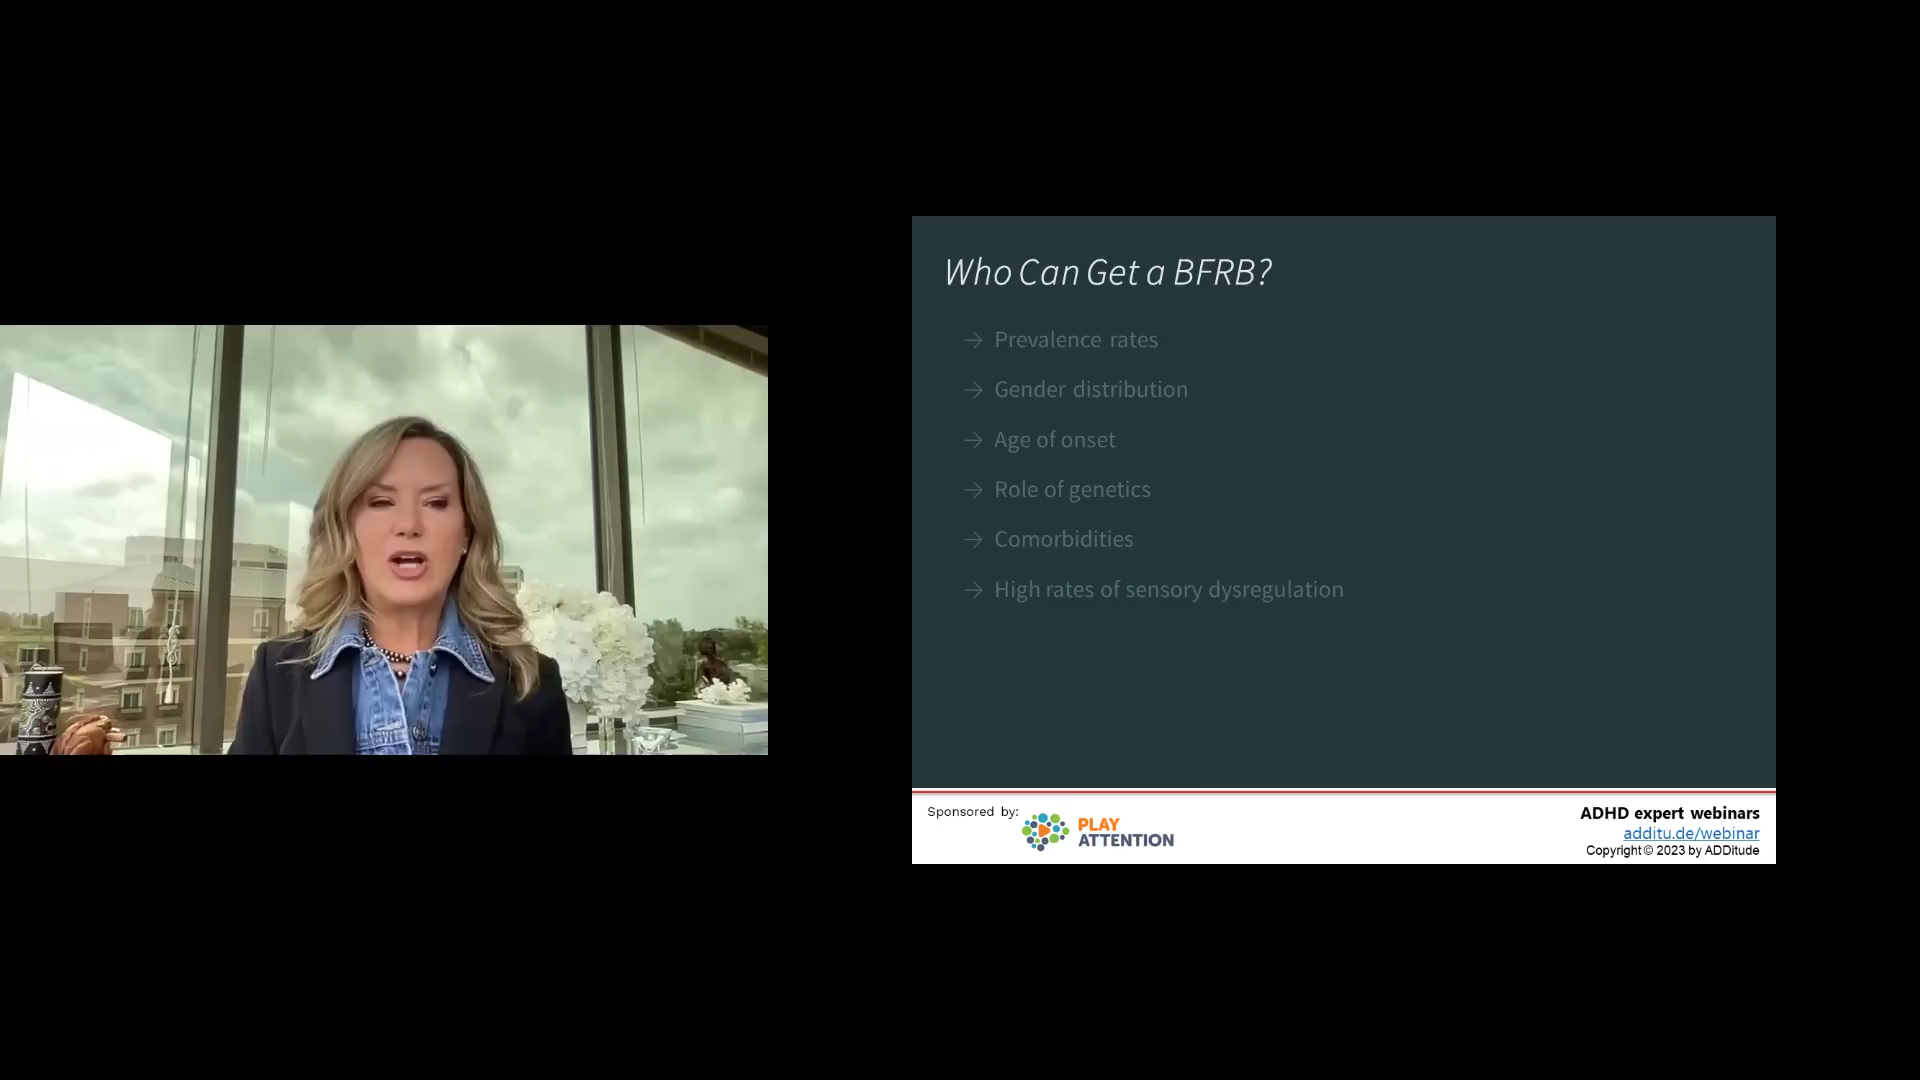 Who Can Get a BFRB?
→ Prevalence rates
→ Gender distribution
→ Age of onset
→ Role of genetics
→ Comorbidities
→ High rates of sensory dysregulation
Sponsored by:
PLAY
ATTENTION
ADHD expert webinars
additu.de/webinar
Copyright © 2023 by ADDitude